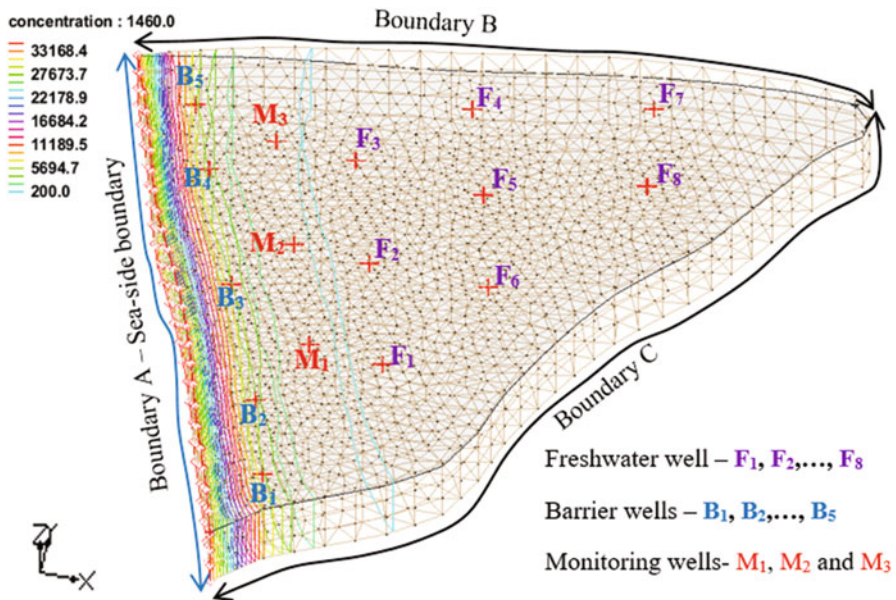 concentration : 1460.0
33168.4
27673.7
22178.9
16684.2
11189.5
5694.7
200.0
Boundary B
Boundary A – Sea-side boundary
Boundary C
B5
B4
B3
B2
B1
M3
M2
M1
F3
F2
F1
F4
F5
F6
F7
F8
Freshwater well – F1, F2,..., F8
Barrier wells – B1, B2,..., B5
Monitoring wells- M1, M2 and M3
Z
Y
X